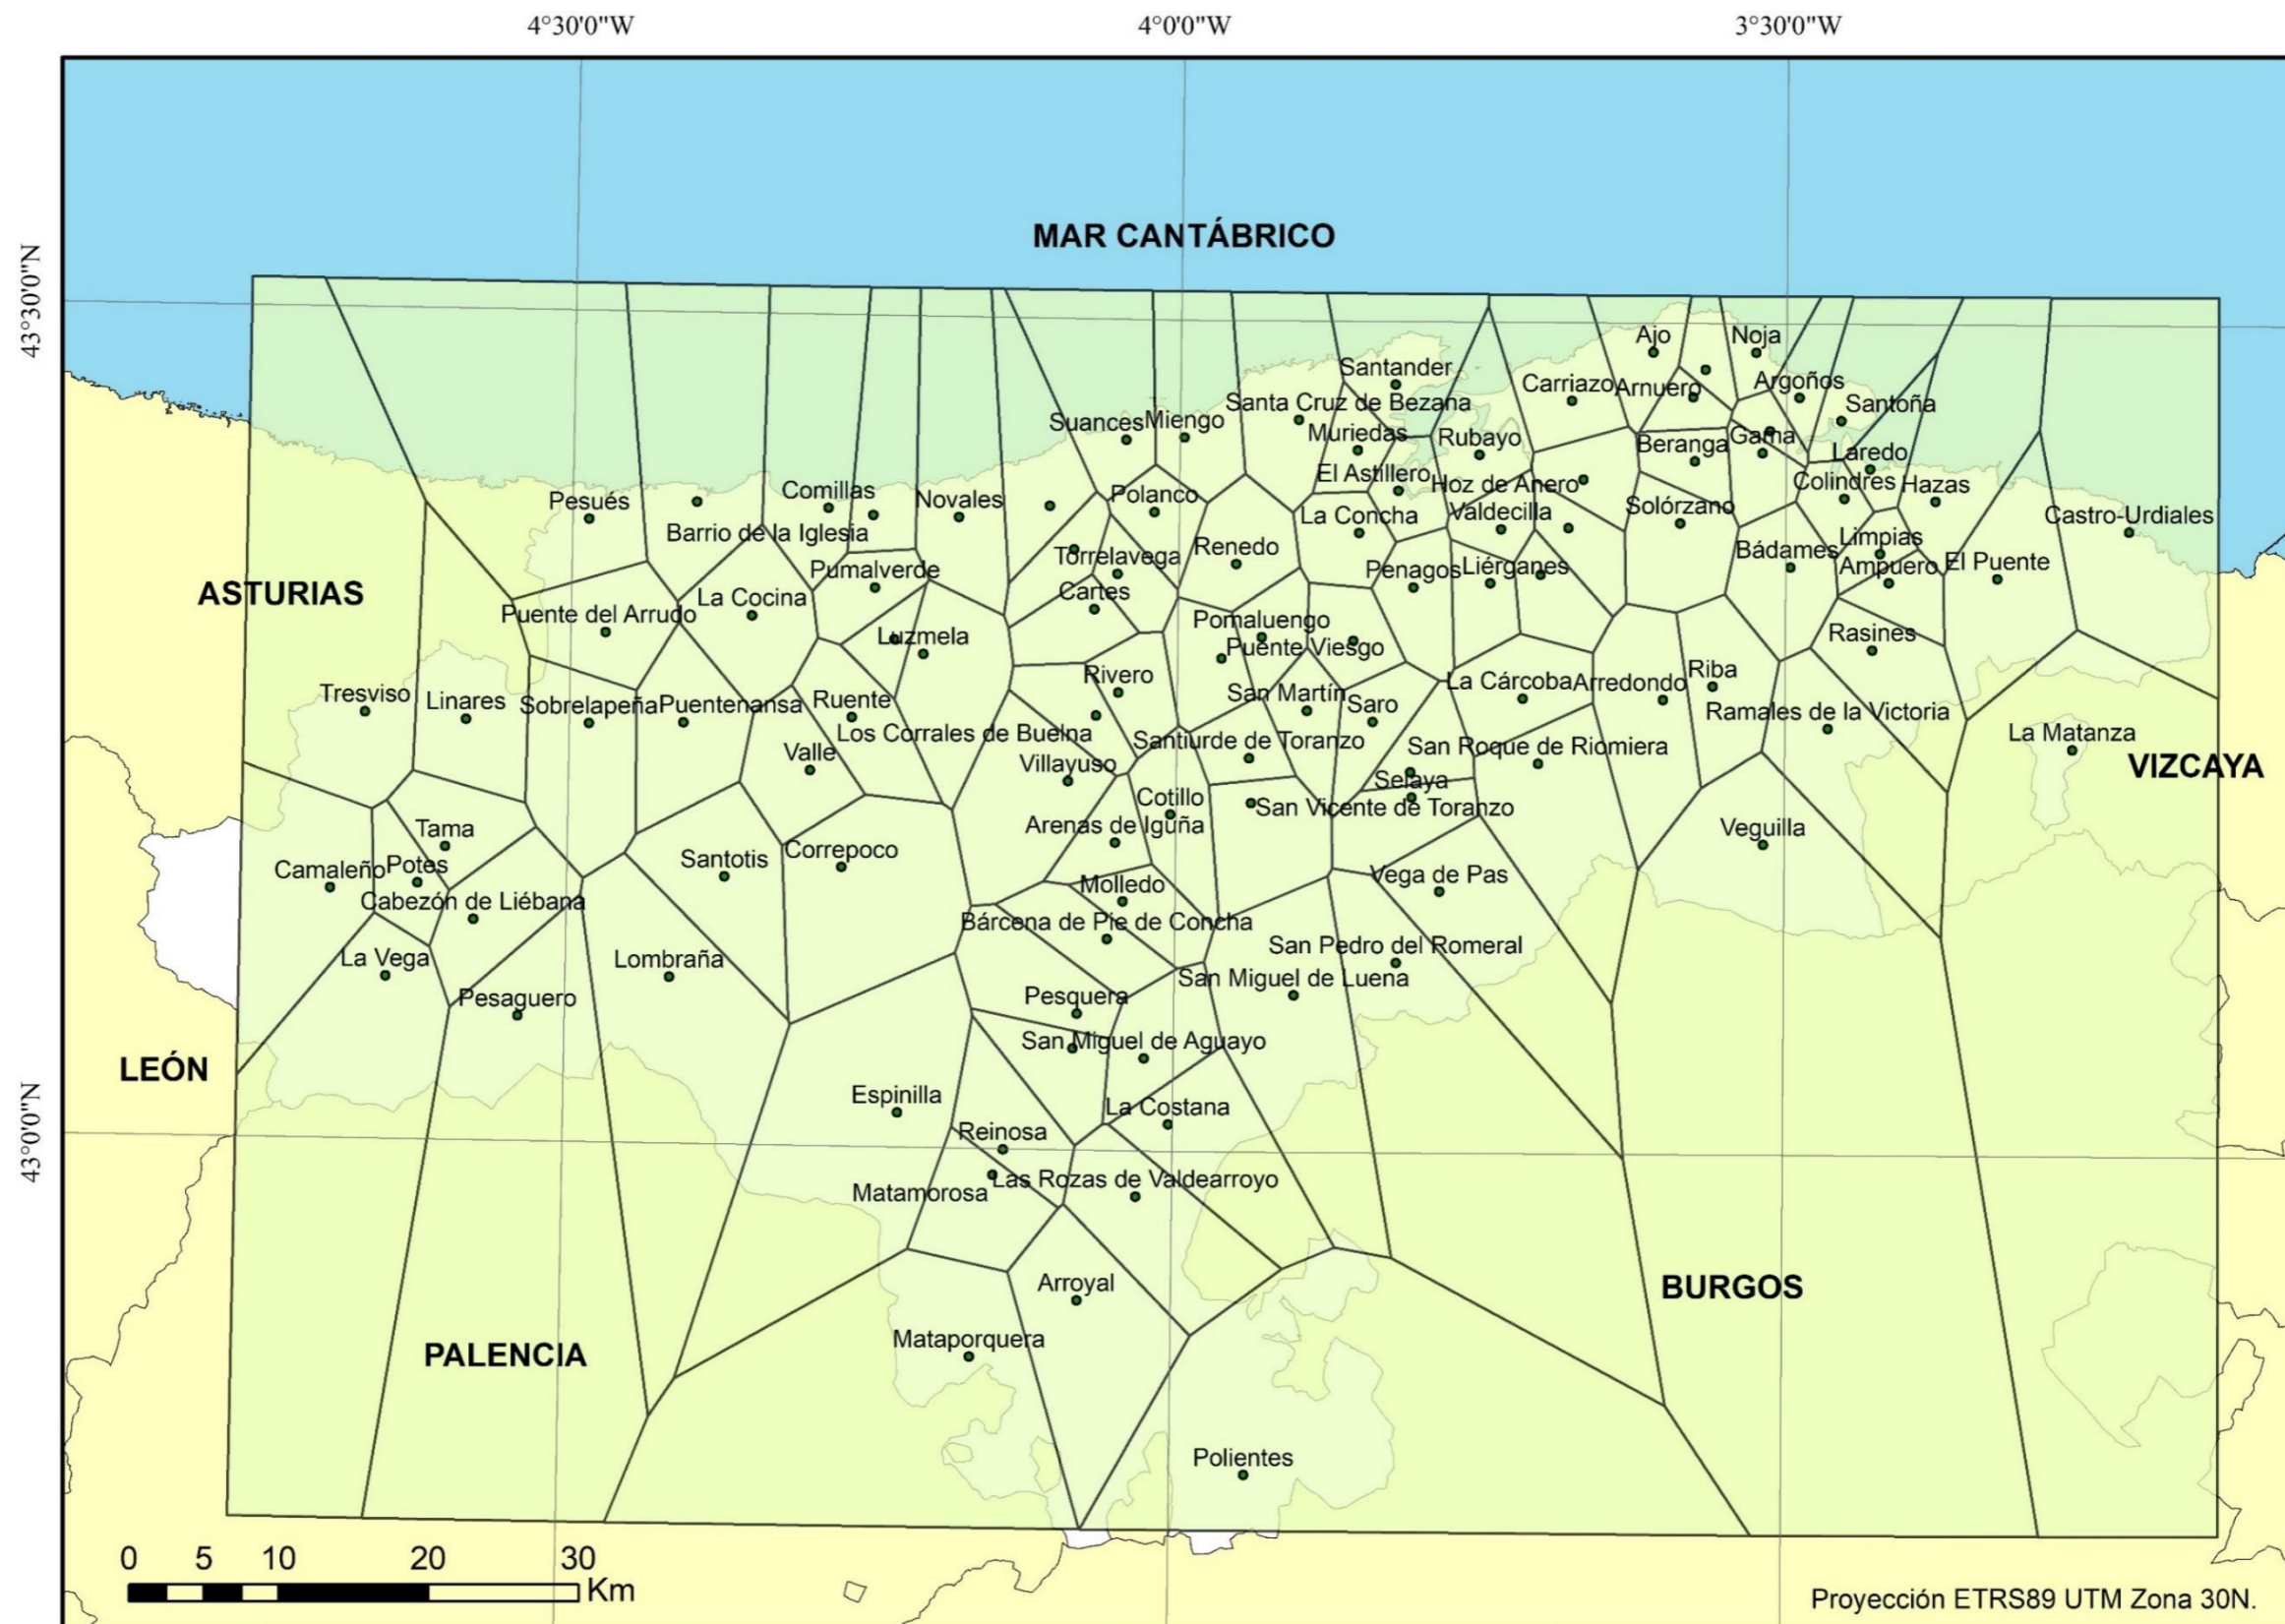 4°30'0"W
4°0'0"W
3°30'0"W
MAR CANTÁBRICO
43°30'0"N
Ajo
Noja
Santander
Carriazo
Arnuero
Argoños
Santa Cruz de Bezana
Santoña
Suances
Miengo
Muriedas
Rubayo
Beranga
Gama
Laredo
El Astillero
Hoz de Anero
Colindres
Hazas
Pesués
Comillas
Novales
Polanco
Barrio de la Iglesia
La Concha
Valdecilla
Solórzano
Castro-Urdiales
Torrelavega
Renedo
Bádames
Limpias
Pumalverde
Penagos
Liérganes
Ampuero
El Puente
ASTURIAS
Puente del Arrudo
La Cocina
Cartes
Luzmela
Pomaluengo
Puente Viesgo
Rasines
Tresviso
Linares
Sobrelapeña
Puentenansa
Ruente
Rivero
San Martín
Saro
La Cárcoba
Arredondo
Riba
Ramales de la Victoria
Los Corrales de Buelna
Santiurde de Toranzo
San Roque de Riomiera
La Matanza
Valle
Villayuso
Selaya
VIZCAYA
Cotillo
San Vicente de Toranzo
Tama
Arenas de Iguña
Veguilla
Camaleño
Potes
Santotis
Correpoco
Vega de Pas
Cabezón de Liébana
Molledo
Bárcena de Pie de Concha
La Vega
Lombraña
San Pedro del Romeral
San Miguel de Luena
Pesaguero
Pesquera
San Miguel de Aguayo
LEÓN
Espinilla
La Costana
43°0'0"N
Reinosa
Matamorosa
Las Rozas de Valdearroyo
Arroyal
BURGOS
Mataporquera
PALENCIA
Polientes
0 5 10 20 30
Km
Proyección ETRS89 UTM Zona 30N.